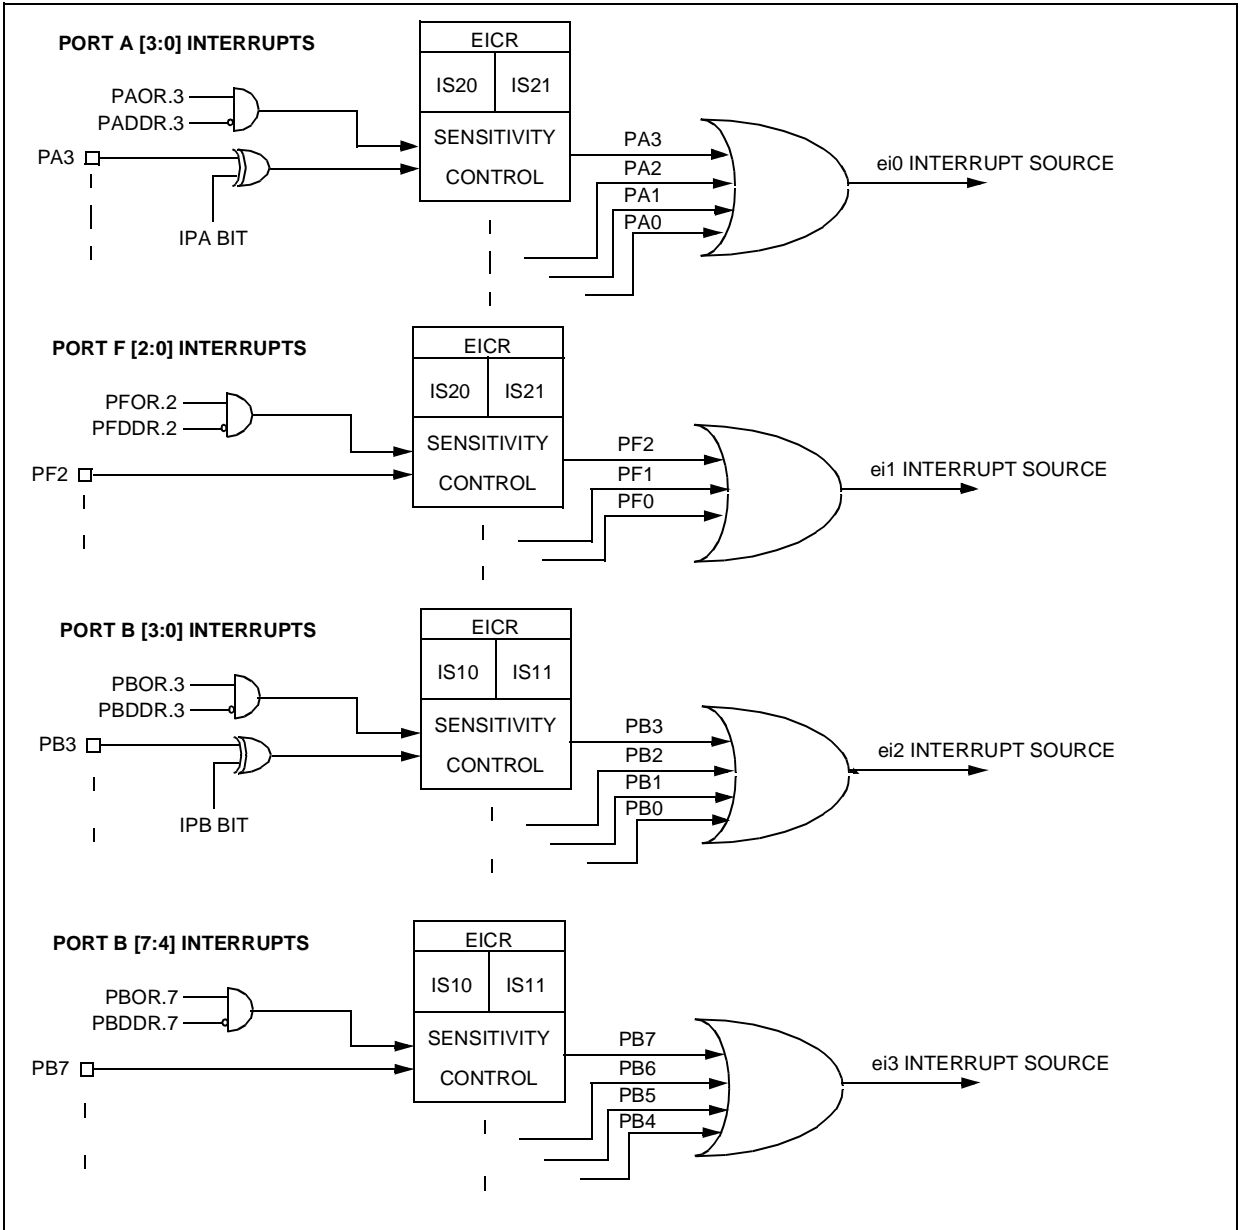 PORT A [3:0] INTERRUPTS
EICR
IS20 IS21
PAOR.3
PADDR.3
SENSITIVITY
CONTROL
PA3
IPA BIT
PA3
PA2
PA1
PA0
ei0 INTERRUPT SOURCE
PORT F [2:0] INTERRUPTS
EICR
IS20 IS21
PFOR.2
PFDDR.2
SENSITIVITY
CONTROL
PF2
PF2
PF1
PF0
ei1 INTERRUPT SOURCE
PORT B [3:0] INTERRUPTS
EICR
IS10 IS11
PBOR.3
PBDDR.3
SENSITIVITY
CONTROL
PB3
IPB BIT
PB3
PB2
PB1
PB0
ei2 INTERRUPT SOURCE
PORT B [7:4] INTERRUPTS
EICR
IS10 IS11
PBOR.7
PBDDR.7
SENSITIVITY
CONTROL
PB7
PB7
PB6
PB5
PB4
ei3 INTERRUPT SOURCE